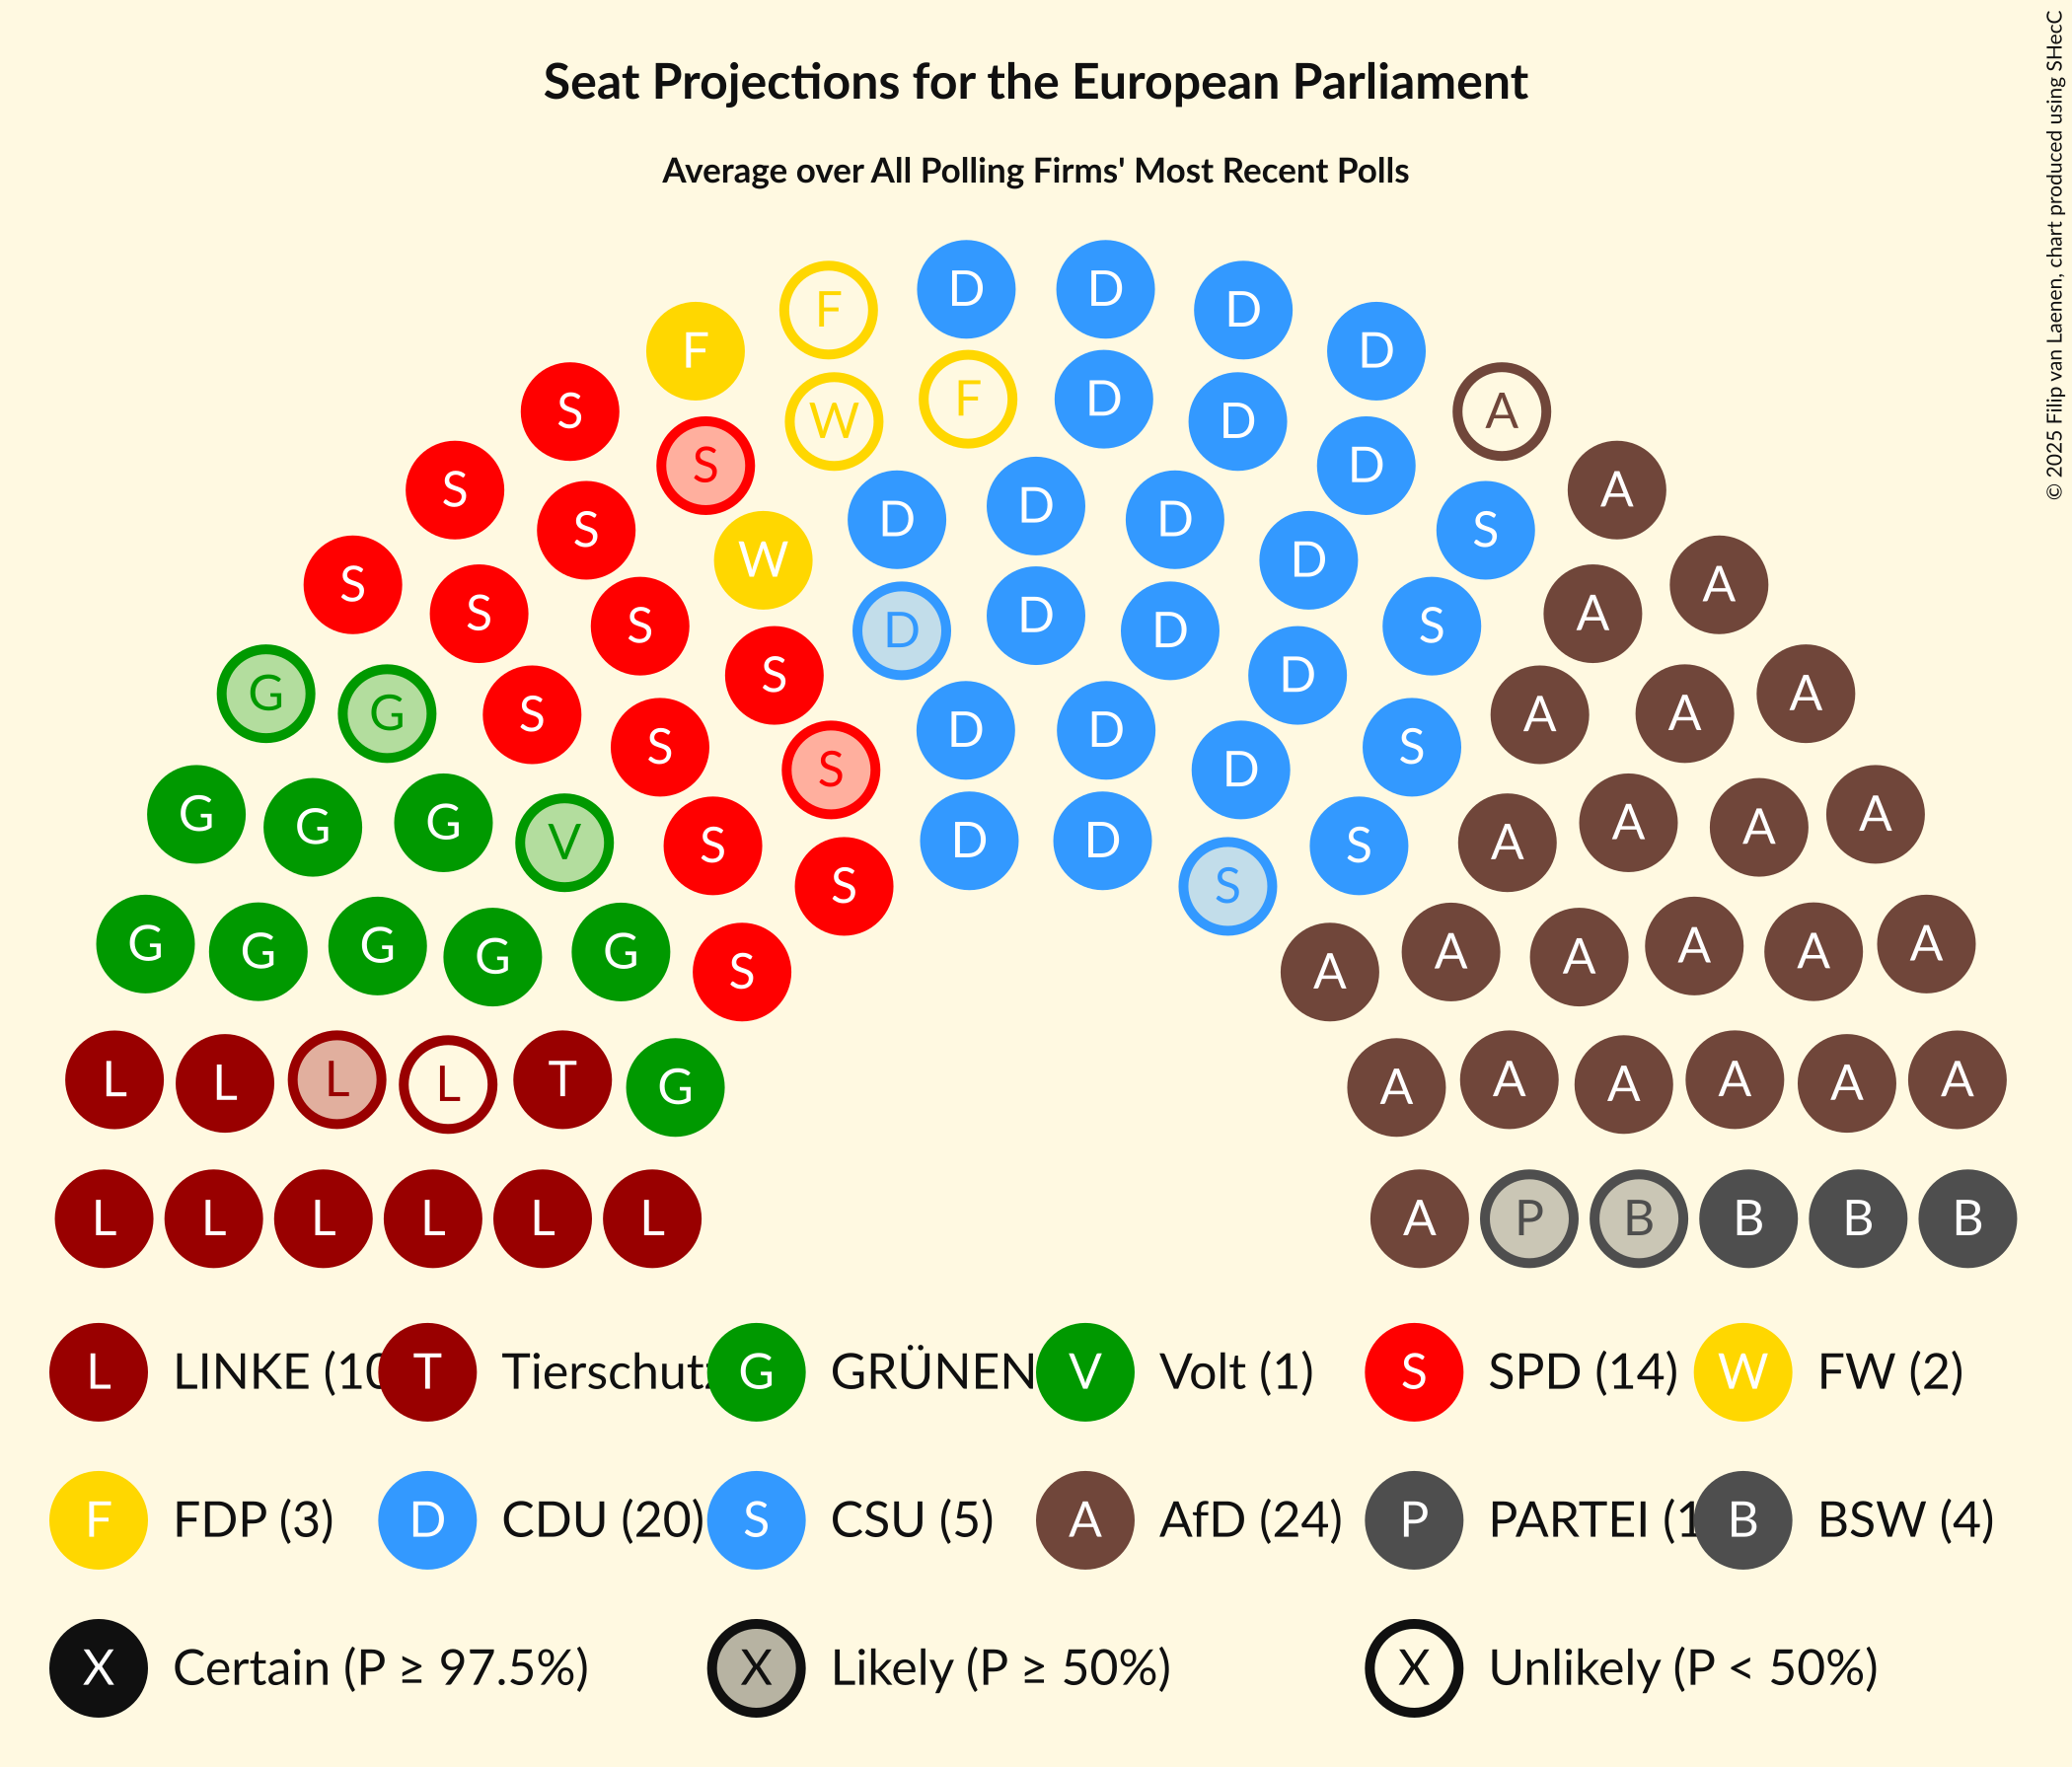 Seat Projections for the European Parliament
Average over All Polling Firms' Most Recent Polls
© 2025 Filip van Laenen, chart produced using SHecC
D D
F D
F D
S F D A
W D
S S D A
D D D
S S W D S A
S S D D D S A
G G S S D D A A A
S S D D D S
G G G V S D D S A A A A
S S
G G G G G S A A A A A A
L L L L T G A A A A A A
L L L L L L A P B B B B
L LINKE (10 T Tierschutz G GRÜNEN V Volt (1) S SPD (14) W FW (2)
F FDP (3) D CDU (20) S CSU (5) A AfD (24) P PARTEI (1 B BSW (4)
X Certain (P ≥ 97.5%) X Likely (P ≥ 50%) X Unlikely (P < 50%)